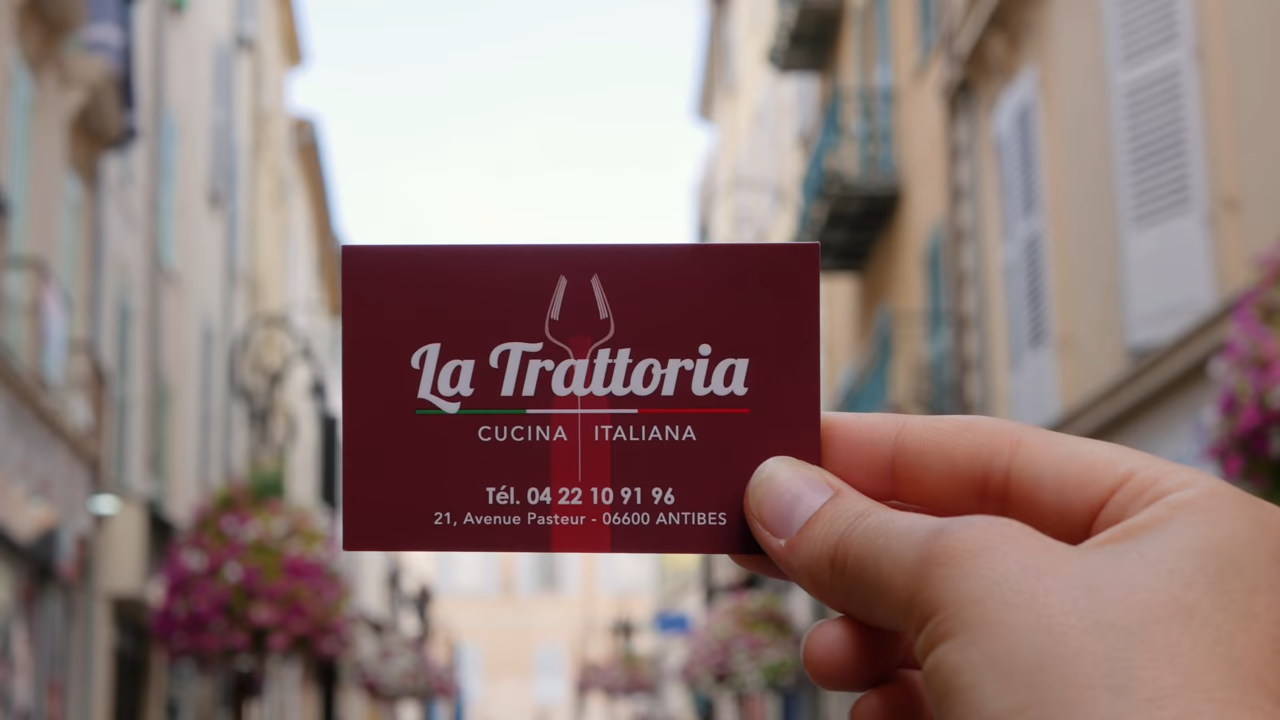 La Trattoria
CUCINA ITALIANA
Tél. 04 22 10 91 96
21, Avenue Pasteur - 06600 ANTIBES